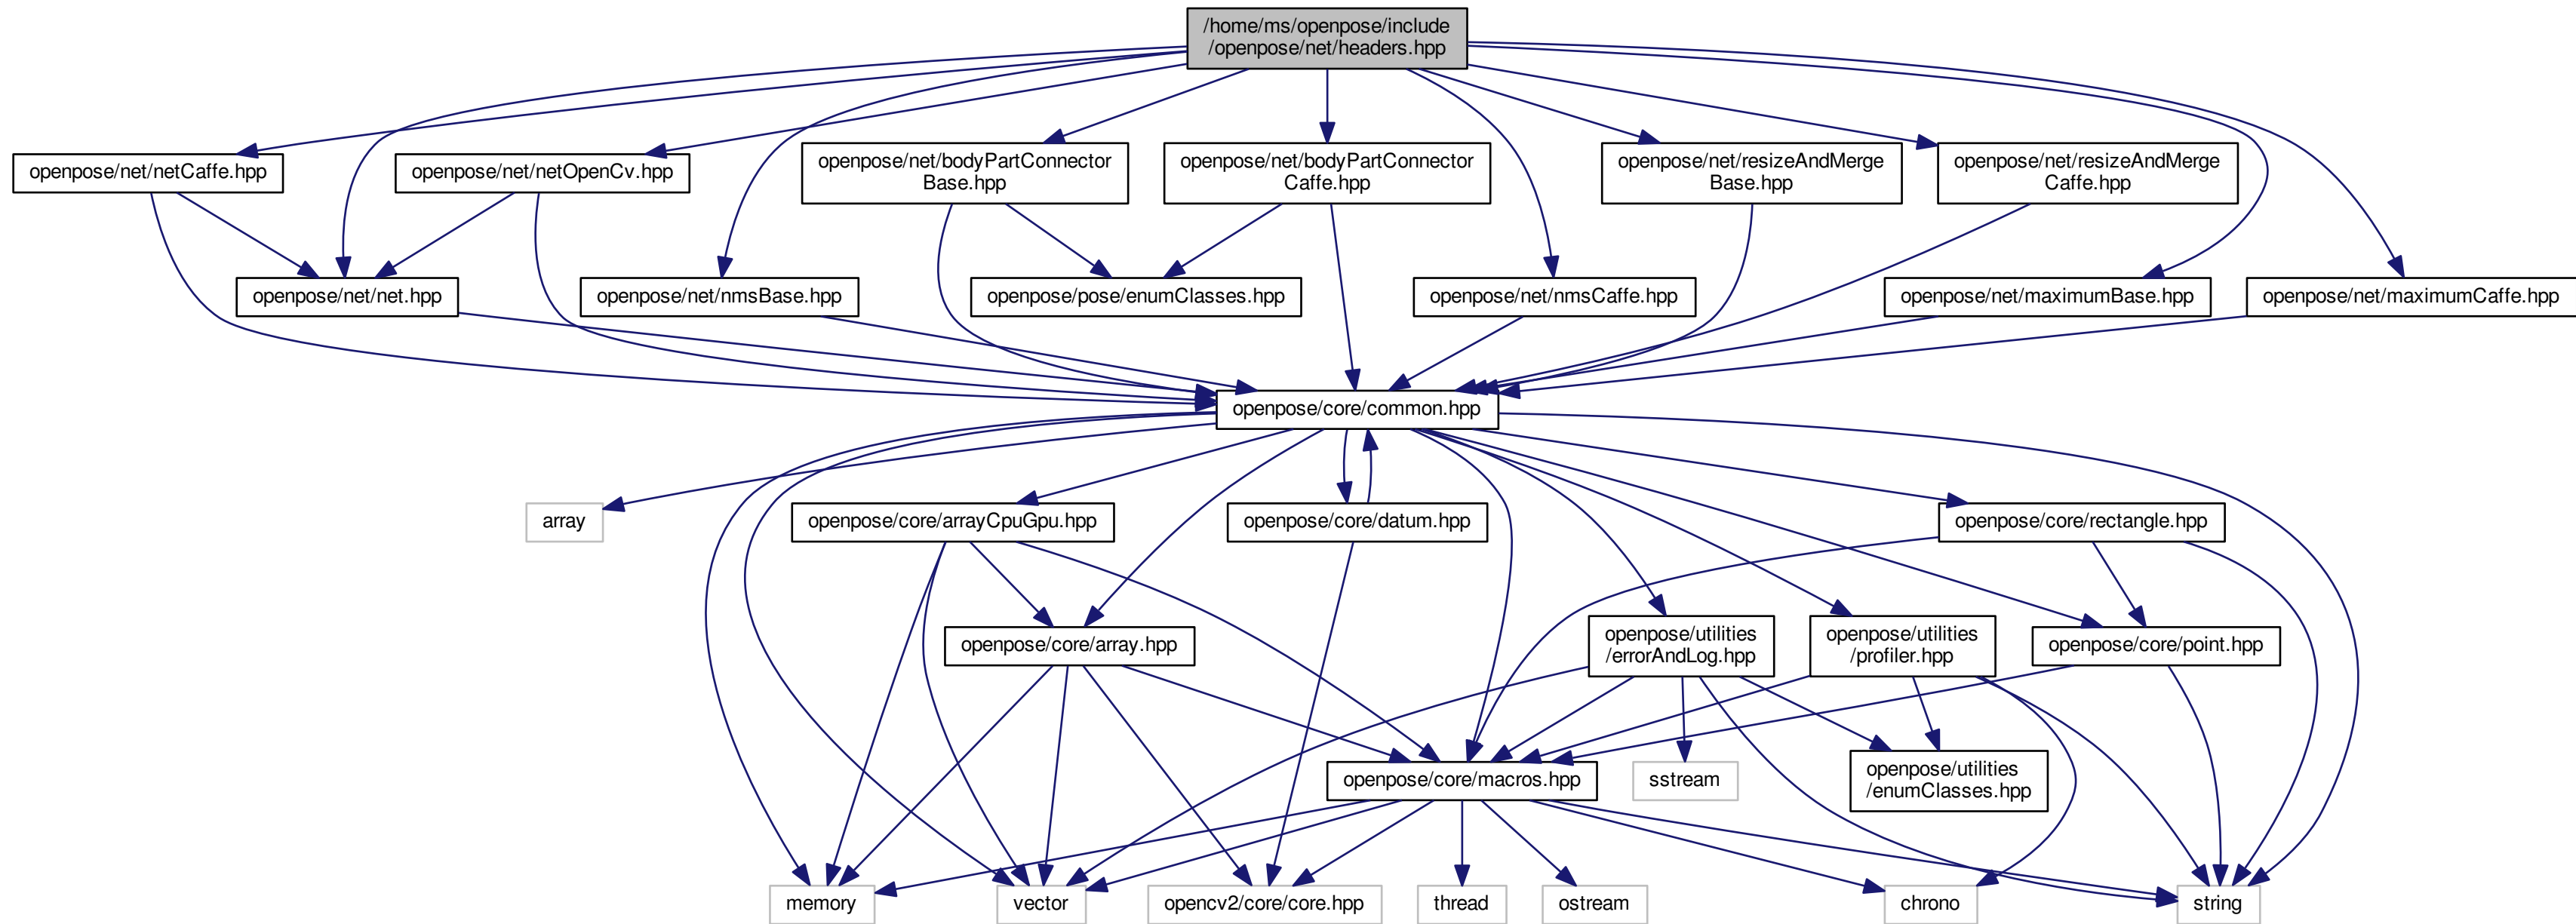 /home/ms/openpose/include
/openpose/net/headers.hpp
openpose/net/netCaffe.hpp
openpose/net/netOpenCv.hpp
openpose/net/bodyPartConnector
Base.hpp
openpose/net/bodyPartConnector
Caffe.hpp
openpose/net/resizeAndMerge
Base.hpp
openpose/net/resizeAndMerge
Caffe.hpp
openpose/net/net.hpp
openpose/net/nmsBase.hpp
openpose/pose/enumClasses.hpp
openpose/net/nmsCaffe.hpp
openpose/net/maximumBase.hpp
openpose/net/maximumCaffe.hpp
openpose/core/common.hpp
array
openpose/core/arrayCpuGpu.hpp
openpose/core/datum.hpp
openpose/core/rectangle.hpp
openpose/core/array.hpp
openpose/utilities
/errorAndLog.hpp
openpose/utilities
/profiler.hpp
openpose/core/point.hpp
openpose/core/macros.hpp
sstream
openpose/utilities
/enumClasses.hpp
memory
vector
opencv2/core/core.hpp
thread
ostream
chrono
string